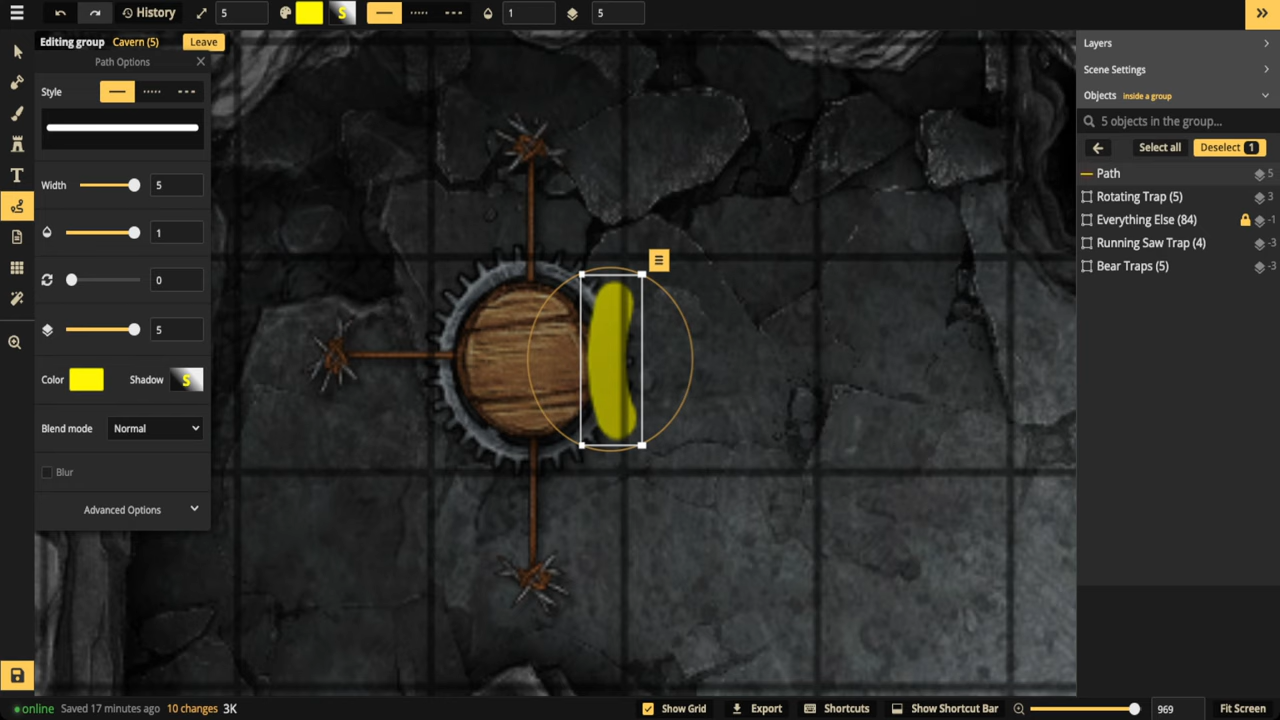 History
5
S
1
5
Editing group Cavern (5) Leave
Path Options
Style
Width 5
1
0
5
Color Shadow S
Blend mode Normal
Blur
Advanced Options
Layers
Scene Settings
Objects inside a group
5 objects in the group...
Select all Deselect 1
Path 5
Rotating Trap (5) 3
Everything Else (84) -1
Running Saw Trap (4) -3
Bear Traps (5) -3
online Saved 17 minutes ago 10 changes 3K
Show Grid Export Shortcuts Show Shortcut Bar 969 Fit Screen